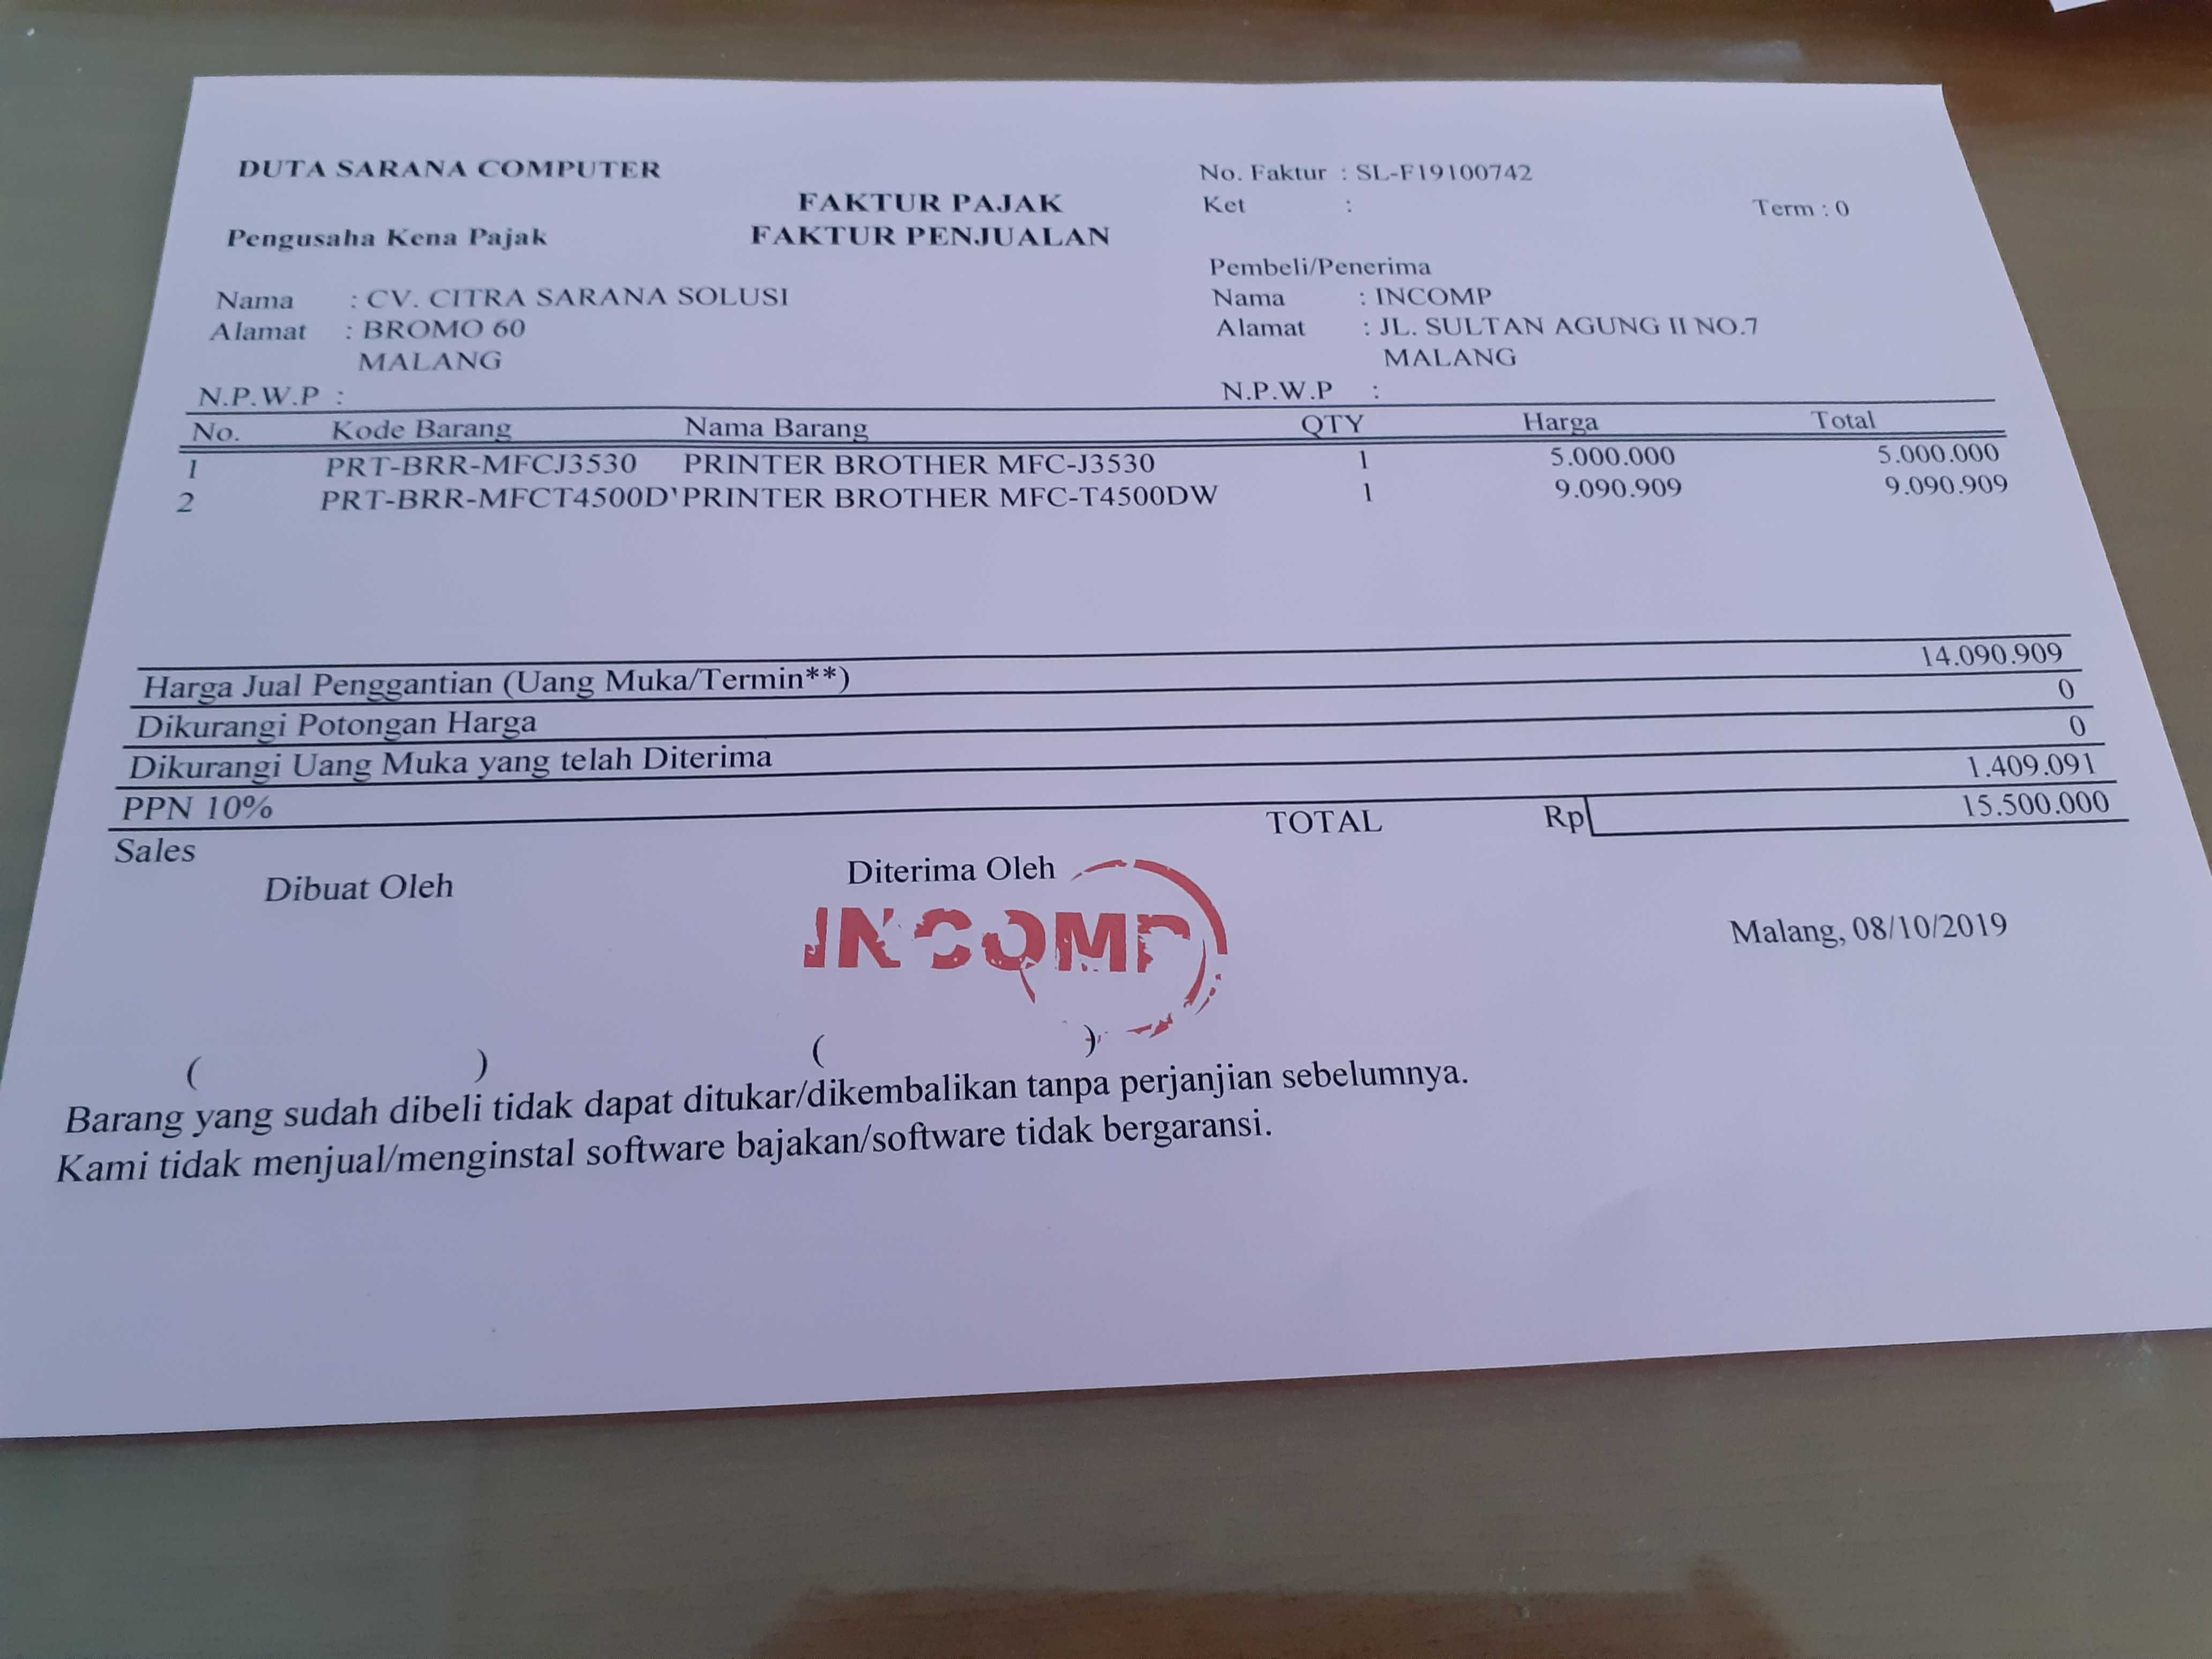 DUTA SARANA COMPUTER
No. Faktur : SL-F19100742
FAKTUR PAJAK
Ket :
Term : 0
Pengusaha Kena Pajak
FAKTUR PENJUALAN
Pembeli/Penerima
Nama : CV. CITRA SARANA SOLUSI
Nama : INCOMP
Alamat : BROMO 60
Alamat : JL. SULTAN AGUNG II NO.7
MALANG
MALANG
N.P.W.P :
N.P.W.P :
No. Kode Barang Nama Barang QTY Harga Total
1 PRT-BRR-MFCJ3530 PRINTER BROTHER MFC-J3530 1 5.000.000 5.000.000
2 PRT-BRR-MFCT4500D'PRINTER BROTHER MFC-T4500DW 1 9.090.909 9.090.909
Harga Jual Penggantian (Uang Muka/Termin**) 14.090.909
Dikurangi Potongan Harga 0
Dikurangi Uang Muka yang telah Diterima 0
PPN 10% 1.409.091
Sales TOTAL Rp 15.500.000
Dibuat Oleh Diterima Oleh
INCOMP
Malang, 08/10/2019
( ) ( )
Barang yang sudah dibeli tidak dapat ditukar/dikembalikan tanpa perjanjian sebelumnya.
Kami tidak menjual/menginstal software bajakan/software tidak bergaransi.